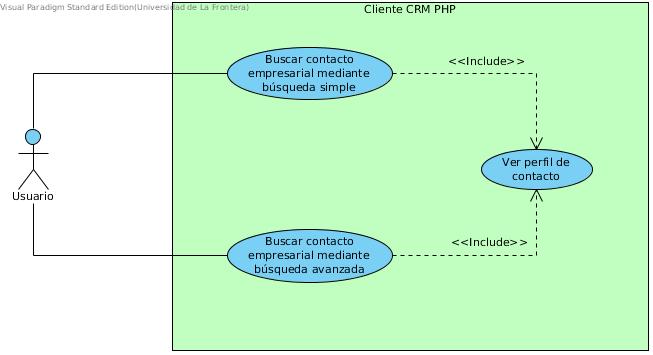 Visual Paradigm Standard Edition(Universidad de La Frontera)
Cliente CRM PHP
Buscar contacto
empresarial mediante
búsqueda simple
<<Include>>
Ver perfil de
contacto
Usuario
<<Include>>
Buscar contacto
empresarial mediante
búsqueda avanzada